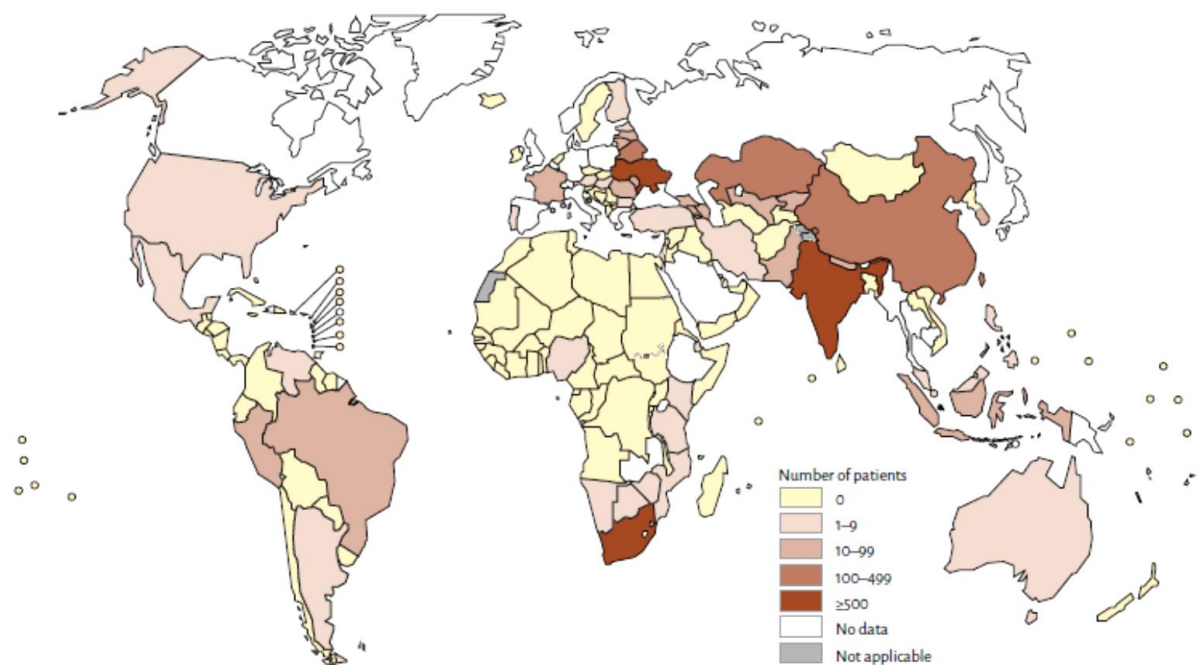 Number of patients
0
1–9
10–99
100–499
≥500
No data
Not applicable